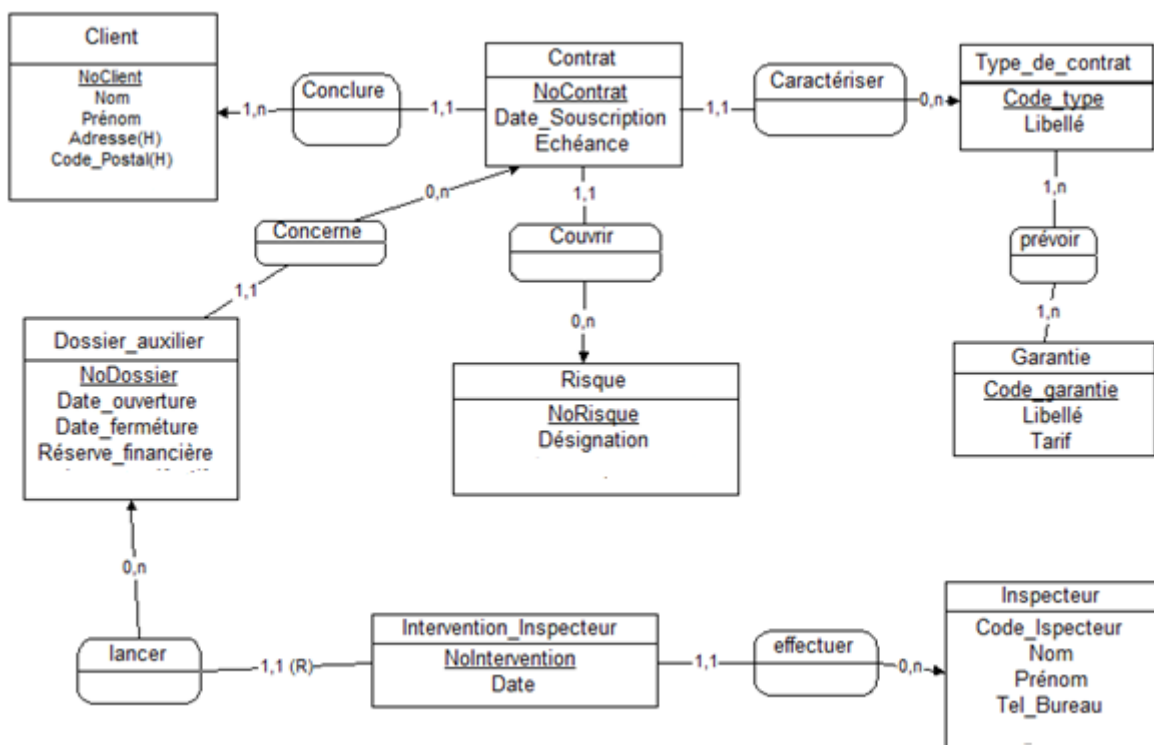 Client
NoClient
Nom
Prénom
Adresse(H)
Code_Postal(H)
1,n
Conclure
1,1
Contrat
NoContrat
Date_Souscription
Echéance
1,1
Caractériser
0,n
Type_de_contrat
Code_type
Libellé
0,n
Concerne
1,1
1,1
Couvrir
0,n
1,n
prévoir
1,n
Dossier_auxilier
NoDossier
Date_ouverture
Date_ferméture
Réserve_financière
Risque
NoRisque
Désignation
Garantie
Code_garantie
Libellé
Tarif
0,n
lancer
1,1 (R)
Intervention_Inspecteur
NoIntervention
Date
1,1
effectuer
0,n
Inspecteur
Code_Ispecteur
Nom
Prénom
Tel_Bureau